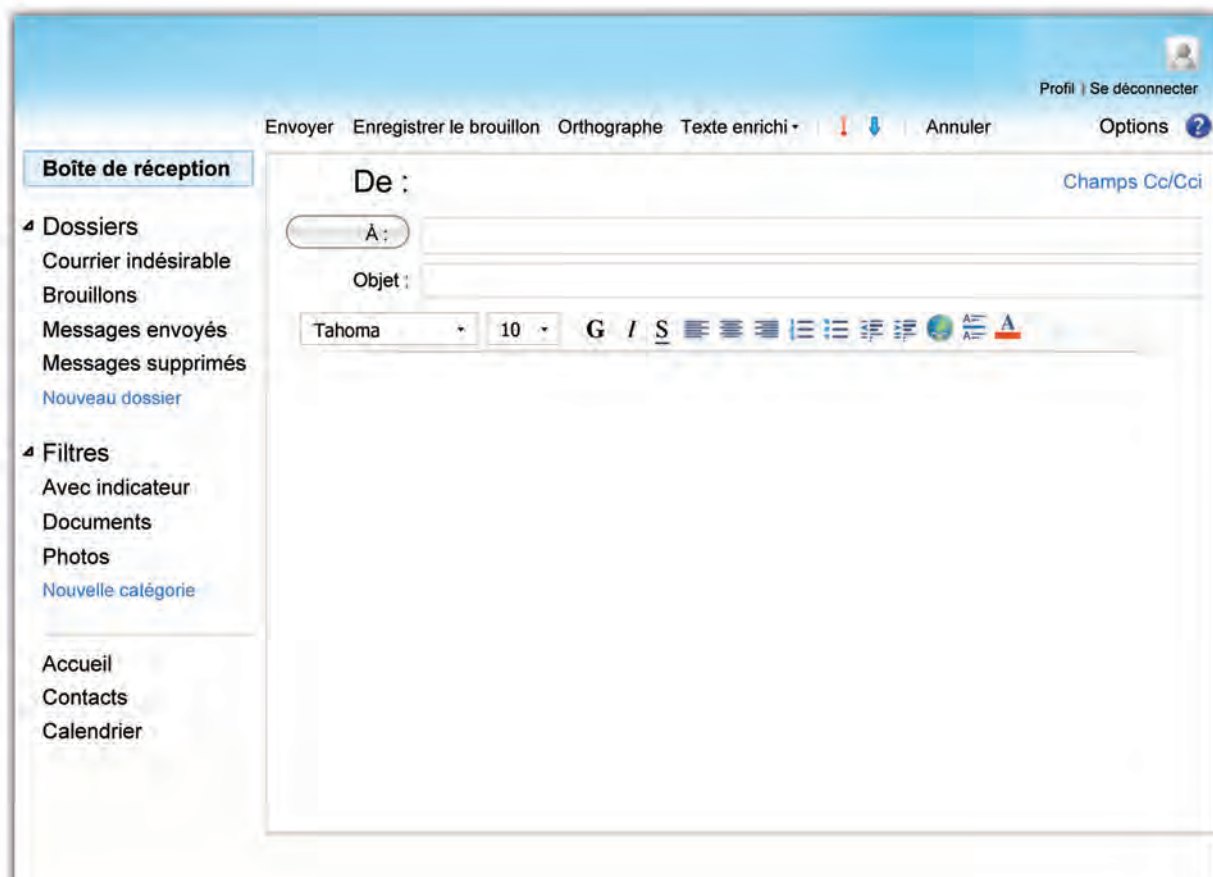 Profil | Se déconnecter
Envoyer Enregistrer le brouillon Orthographe Texte enrichi Annuler Options ?
Boîte de réception
Dossiers
Courrier indésirable
Brouillons
Messages envoyés
Messages supprimés
Nouveau dossier
Filtres
Avec indicateur
Documents
Photos
Nouvelle catégorie
Accueil
Contacts
Calendrier
De :
Champs Cc/Cci
À :
Objet :
Tahoma 10 G I S A